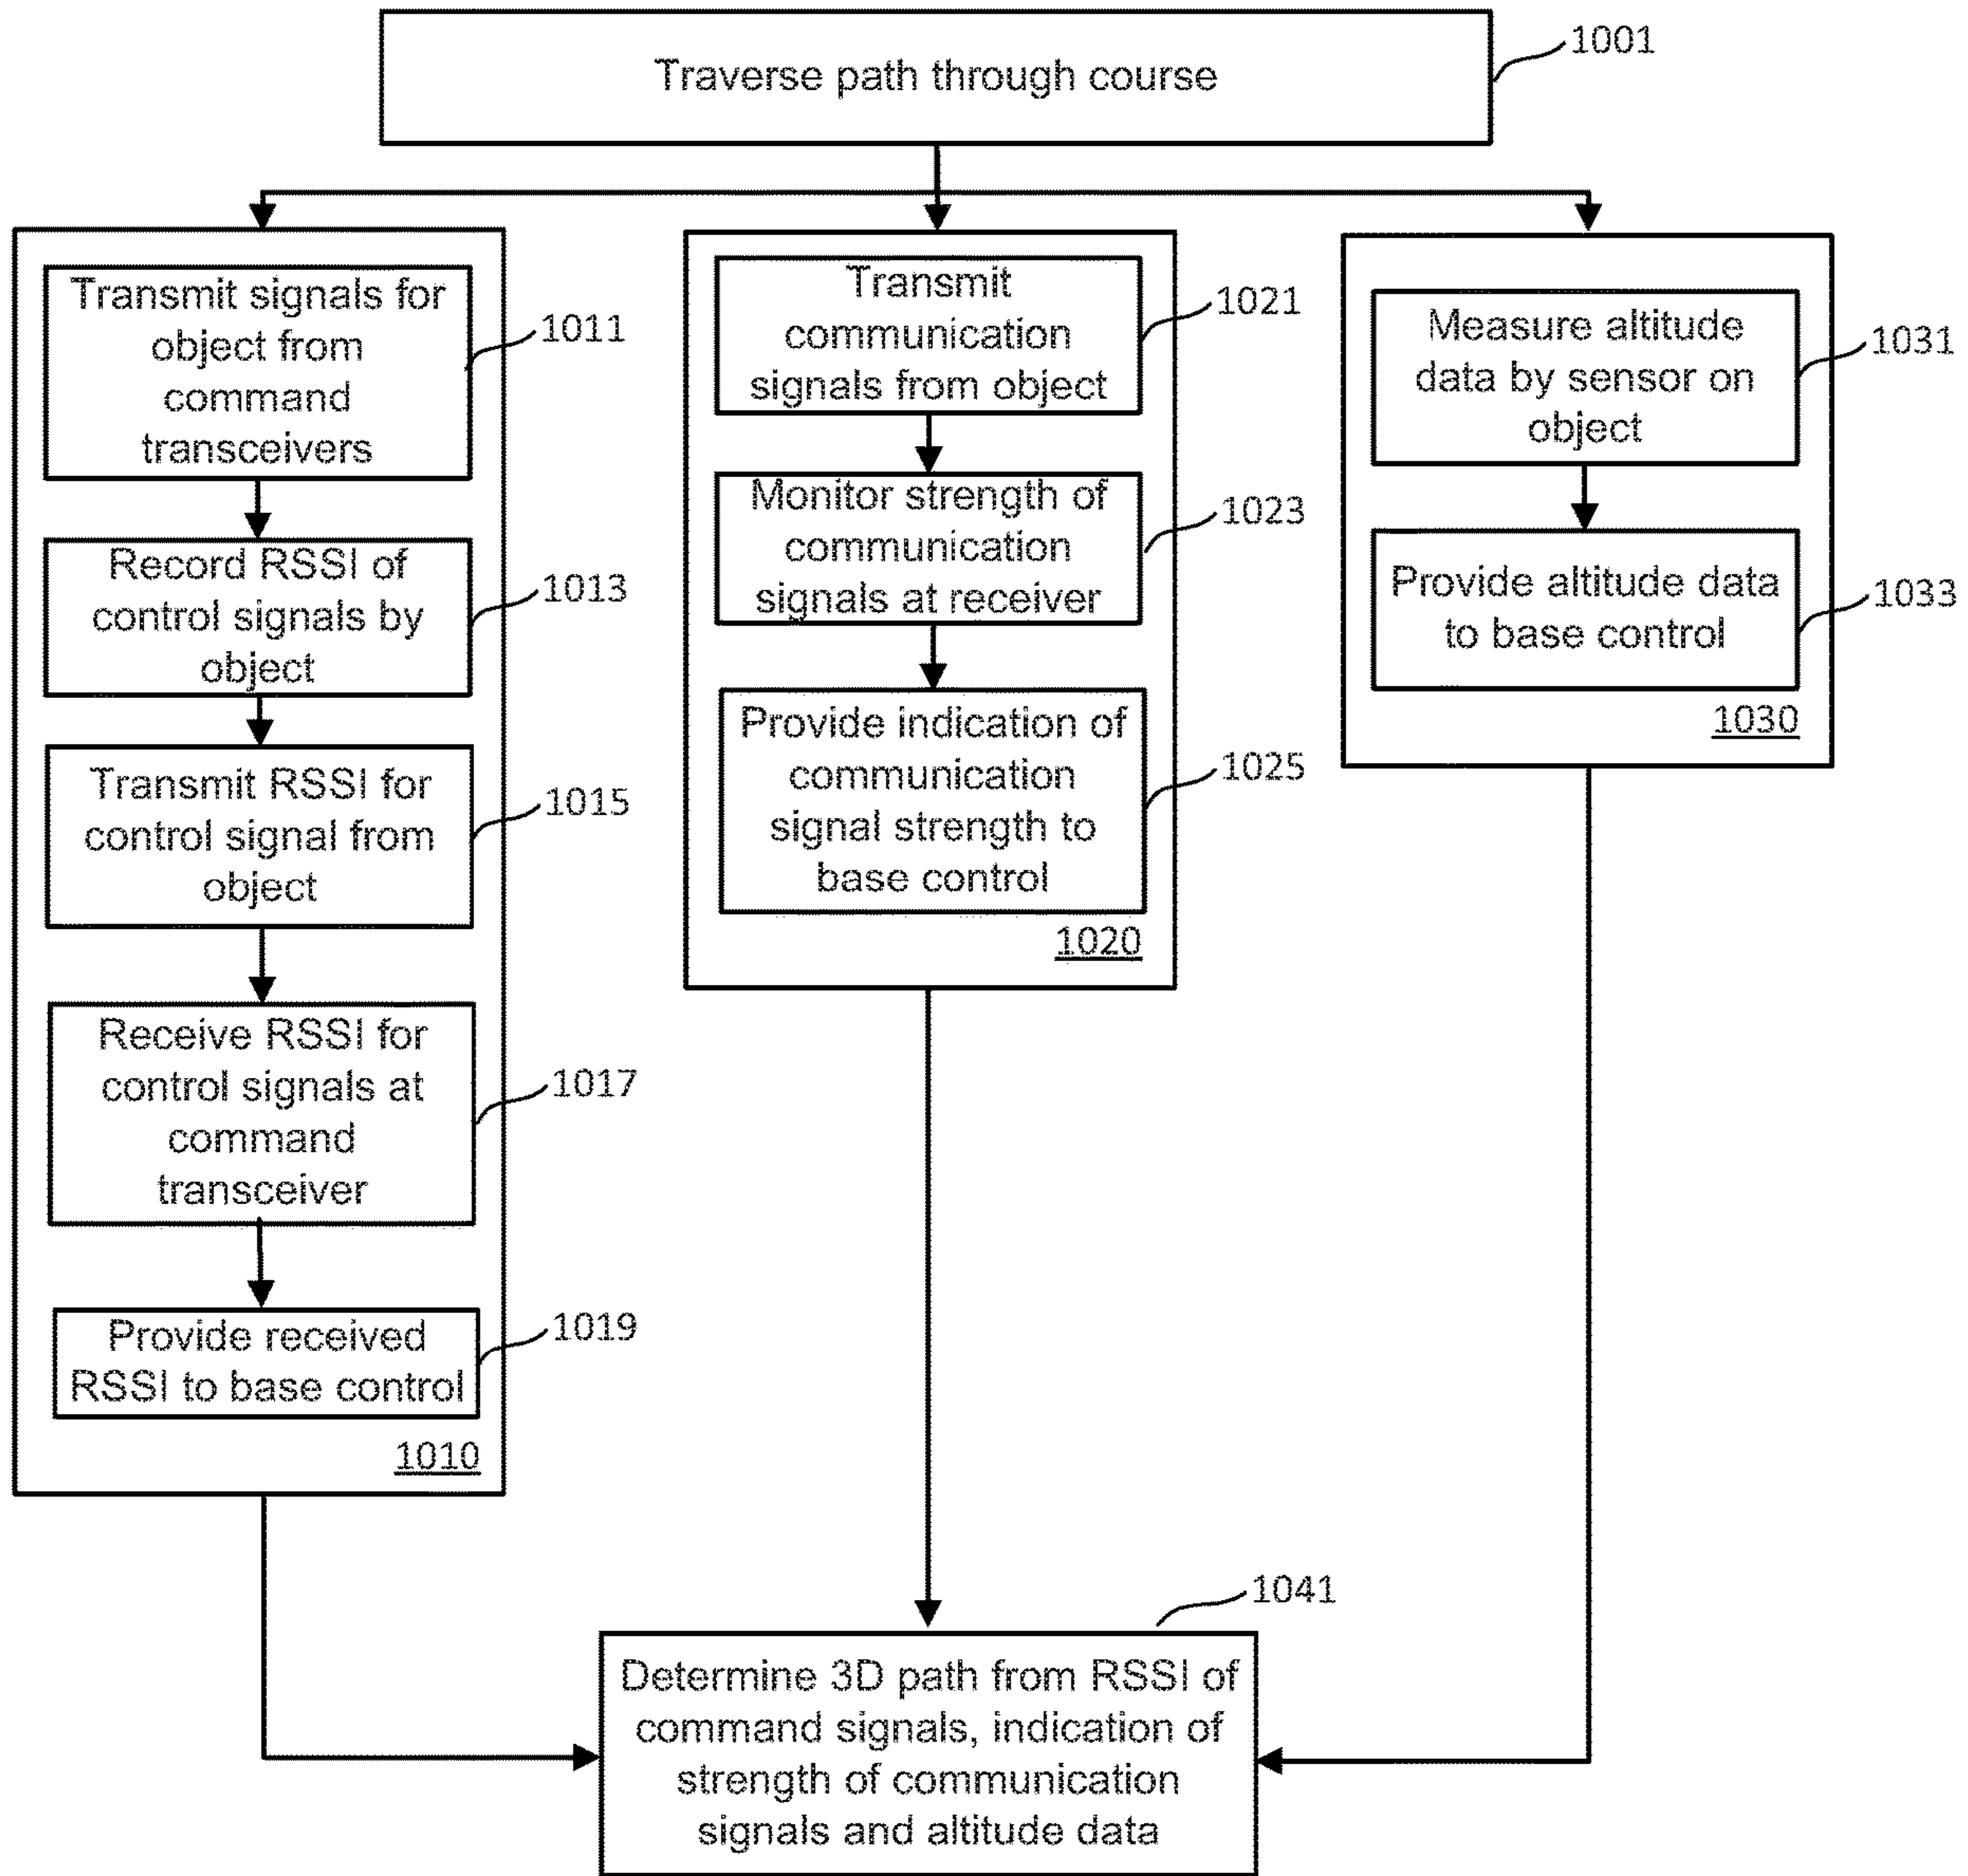 Traverse path through course
1001
Transmit signals for
object from
command
transceivers
1011
Record RSSI of
control signals by
object
1013
Transmit RSSI for
control signal from
object
1015
Receive RSSI for
control signals at
command
transceiver
1017
Provide received
RSSI to base control
1019
1010
Transmit
communication
signals from object
1021
Monitor strength of
communication
signals at receiver
1023
Provide indication of
communication
signal strength to
base control
1025
1020
Measure altitude
data by sensor on
object
1031
Provide altitude data
to base control
1033
1030
1041
Determine 3D path from RSSI of
command signals, indication of
strength of communication
signals and altitude data